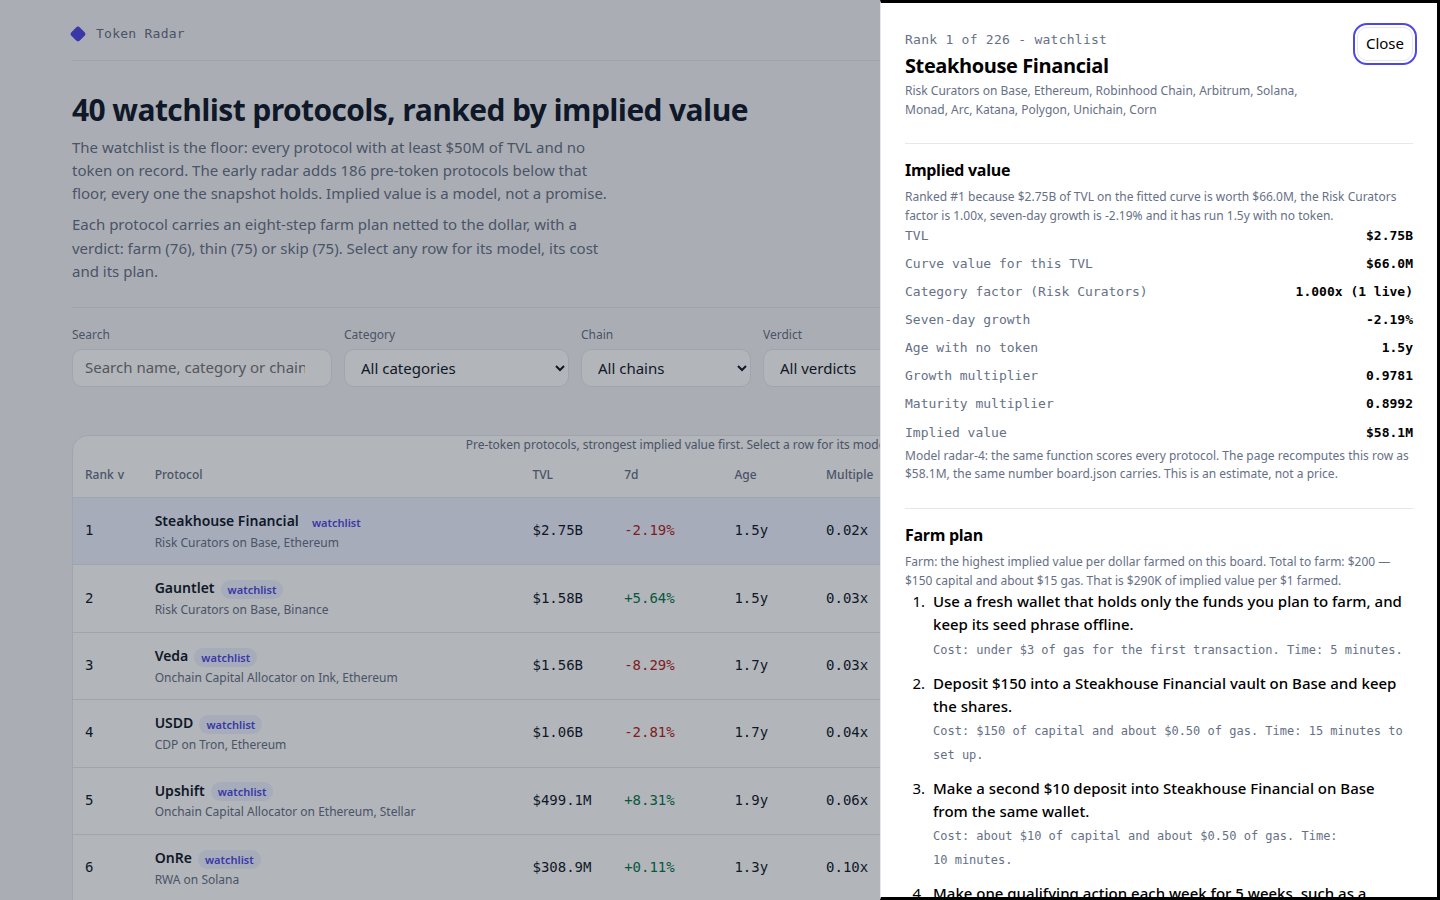 Token Radar
40 watchlist protocols, ranked by implied value
The watchlist is the floor: every protocol with at least $50M of TVL and no
token on record. The early radar adds 186 pre-token protocols below that
floor, every one the snapshot holds. Implied value is a model, not a promise.
Each protocol carries an eight-step farm plan netted to the dollar, with a
verdict: farm (76), thin (75) or skip (75). Select any row for its model, its cost
and its plan.
Search Category Chain Verdict
Search name, category or chain All categories All chains All verdicts
Pre-token protocols, strongest implied value first. Select a row for its mode
Rank v Protocol TVL 7d Age Multiple
1 Steakhouse Financial watchlist $2.75B -2.19% 1.5y 0.02x
Risk Curators on Base, Ethereum
2 Gauntlet watchlist $1.58B +5.64% 1.5y 0.03x
Risk Curators on Base, Binance
3 Veda watchlist $1.56B -8.29% 1.7y 0.03x
Onchain Capital Allocator on Ink, Ethereum
4 USDD watchlist $1.06B -2.81% 1.7y 0.04x
CDP on Tron, Ethereum
5 Upshift watchlist $499.1M +8.31% 1.9y 0.06x
Onchain Capital Allocator on Ethereum, Stellar
6 OnRe watchlist $308.9M +0.11% 1.3y 0.10x
RWA on Solana
Rank 1 of 226 - watchlist
Close
Steakhouse Financial
Risk Curators on Base, Ethereum, Robinhood Chain, Arbitrum, Solana,
Monad, Arc, Katana, Polygon, Unichain, Corn
Implied value
Ranked #1 because $2.75B of TVL on the fitted curve is worth $66.0M, the Risk Curators
factor is 1.00x, seven-day growth is -2.19% and it has run 1.5y with no token.
TVL $2.75B
Curve value for this TVL $66.0M
Category factor (Risk Curators) 1.000x (1 live)
Seven-day growth -2.19%
Age with no token 1.5y
Growth multiplier 0.9781
Maturity multiplier 0.8992
Implied value $58.1M
Model radar-4: the same function scores every protocol. The page recomputes this row as
$58.1M, the same number board.json carries. This is an estimate, not a price.
Farm plan
Farm: the highest implied value per dollar farmed on this board. Total to farm: $200 —
$150 capital and about $15 gas. That is $290K of implied value per $1 farmed.
1. Use a fresh wallet that holds only the funds you plan to farm, and
keep its seed phrase offline.
Cost: under $3 of gas for the first transaction. Time: 5 minutes.
2. Deposit $150 into a Steakhouse Financial vault on Base and keep
the shares.
Cost: $150 of capital and about $0.50 of gas. Time: 15 minutes to
set up.
3. Make a second $10 deposit into Steakhouse Financial on Base
from the same wallet.
Cost: about $10 of capital and about $0.50 of gas. Time:
10 minutes.
4. Make one qualifying action each week for 5 weeks, such as a